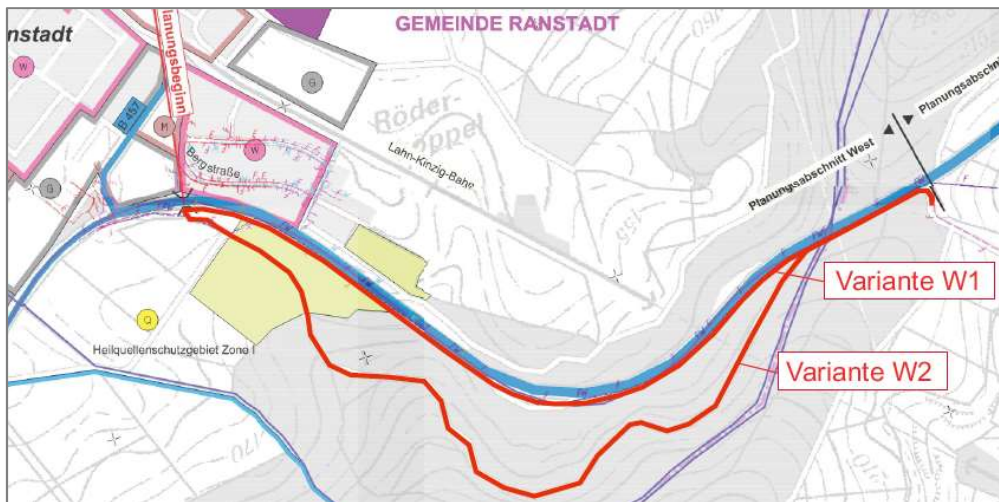 GEMEINDE RANSTADT
nstadt
W
G
Planungsbeginn
B 457
M
W
Bergstraße
G
Röder-
Lahn-Kinzig-Bahn
Planungsabschnitt West
Planungsabschn
155
Variante W1
Variante W2
Q
Heilquellenschutzgebiet Zone I
170